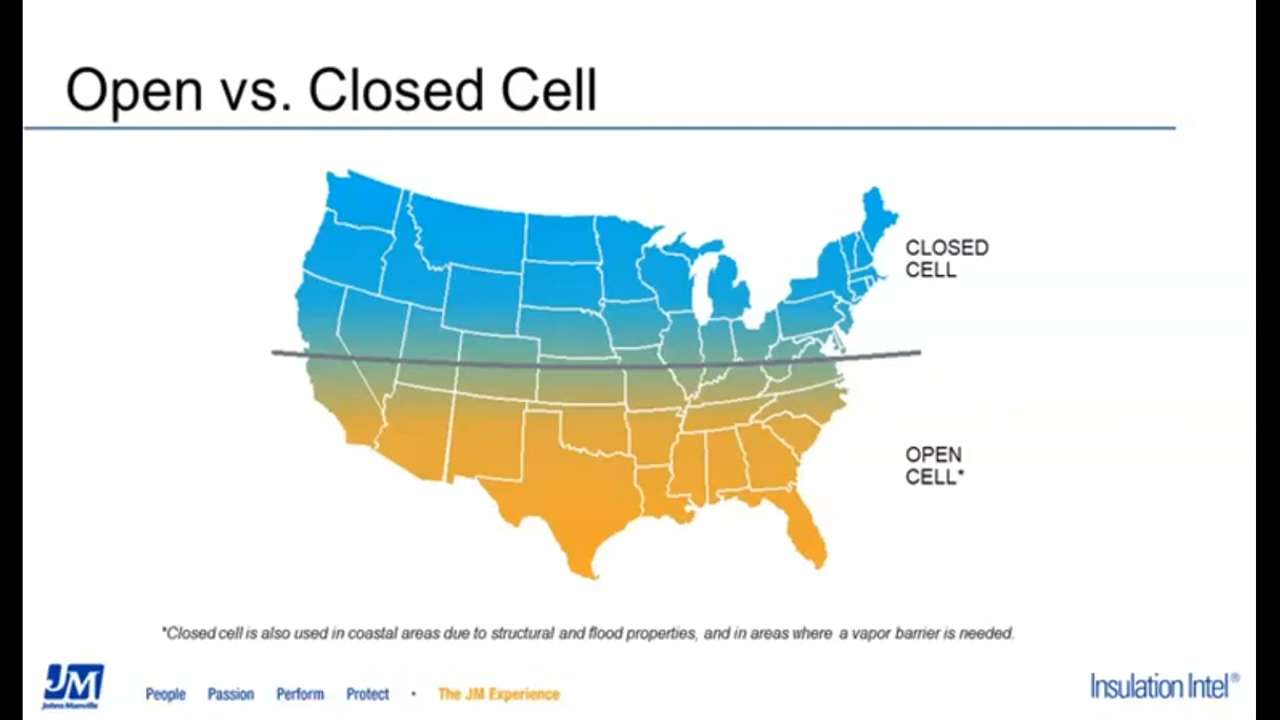 Open vs. Closed Cell
CLOSED
CELL
OPEN
CELL*
*Closed cell is also used in coastal areas due to structural and flood properties, and in areas where a vapor barrier is needed.
JM
Johns Manville
People Passion Perform Protect • The JM Experience
Insulation Intel®